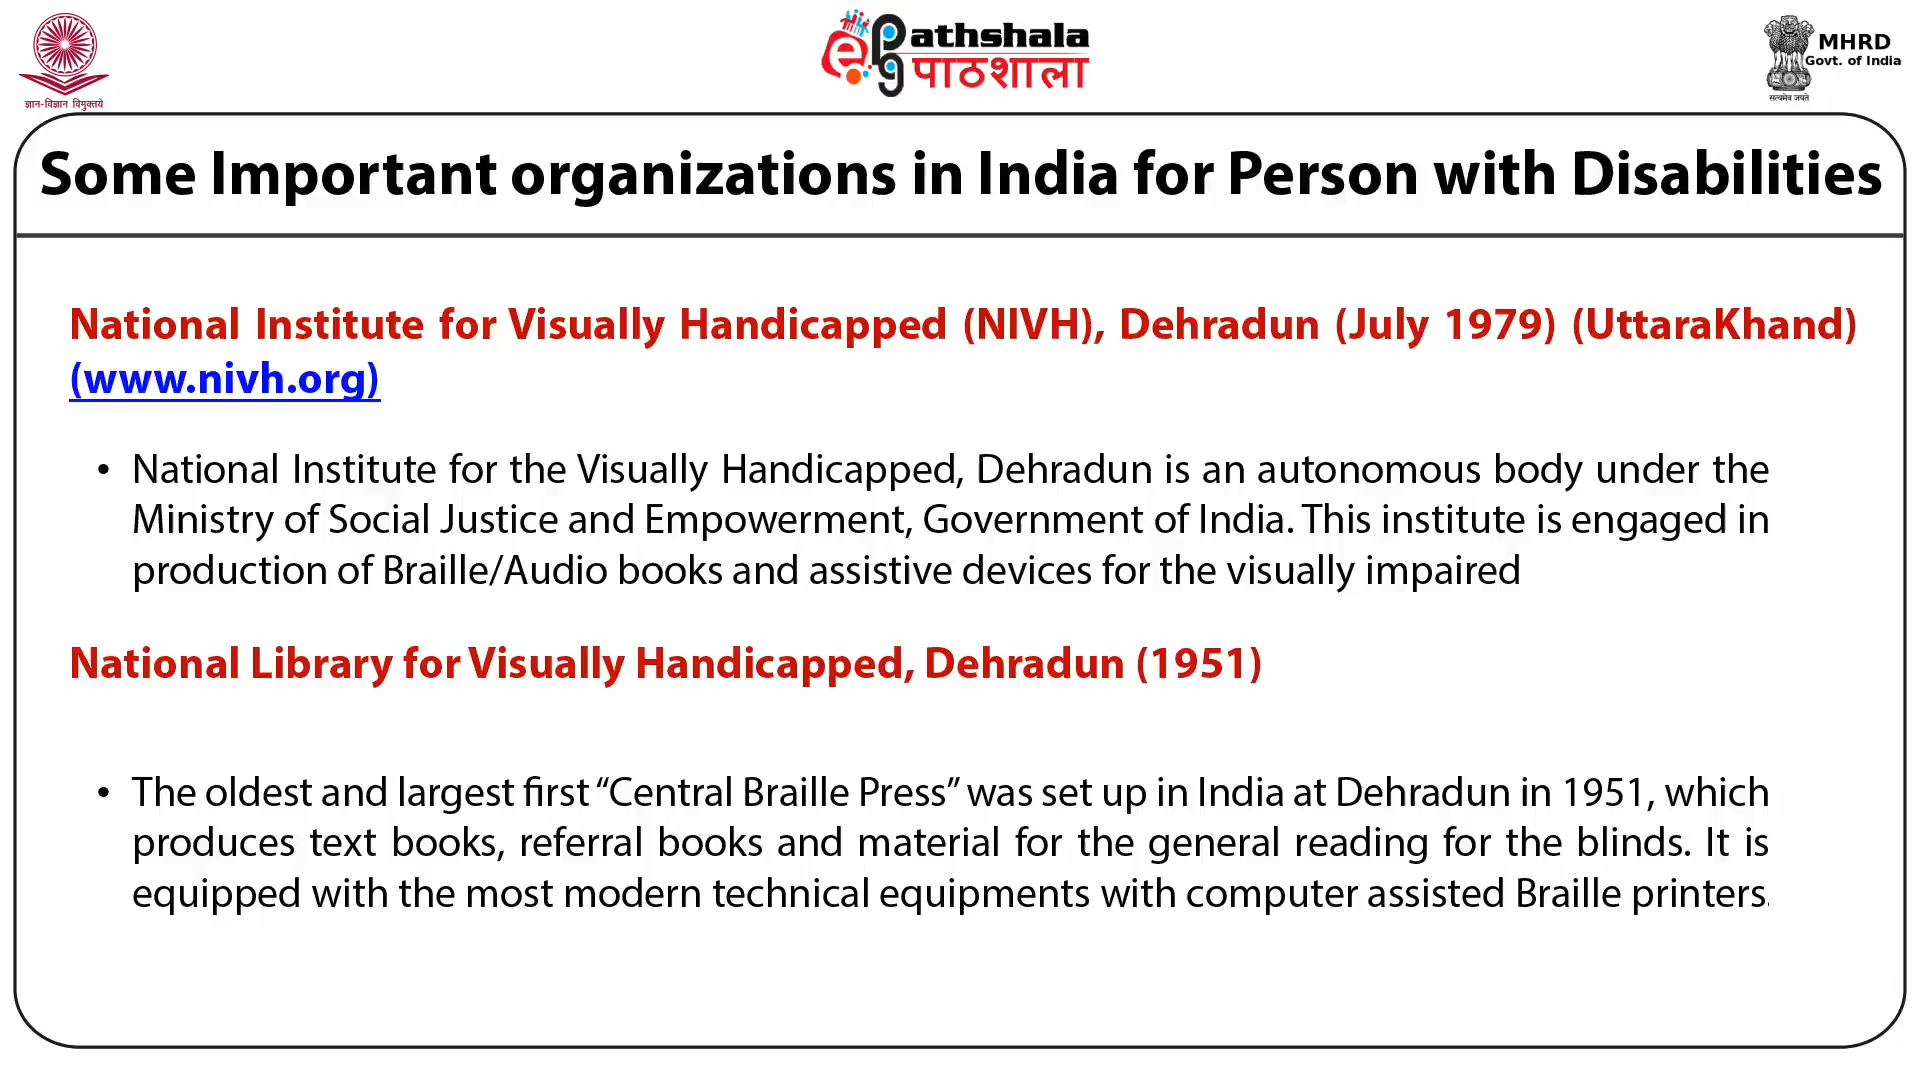 ज्ञान-विज्ञान विमुक्तये
ePathshala
पाठशाला
MHRD
Govt. of India
सत्यमेव जयते
Some Important organizations in India for Person with Disabilities
National Institute for Visually Handicapped (NIVH), Dehradun (July 1979) (UttaraKhand)
(www.nivh.org)
• National Institute for the Visually Handicapped, Dehradun is an autonomous body under the
Ministry of Social Justice and Empowerment, Government of India. This institute is engaged in
production of Braille/Audio books and assistive devices for the visually impaired
National Library for Visually Handicapped, Dehradun (1951)
• The oldest and largest first “Central Braille Press” was set up in India at Dehradun in 1951, which
produces text books, referral books and material for the general reading for the blinds. It is
equipped with the most modern technical equipments with computer assisted Braille printers.